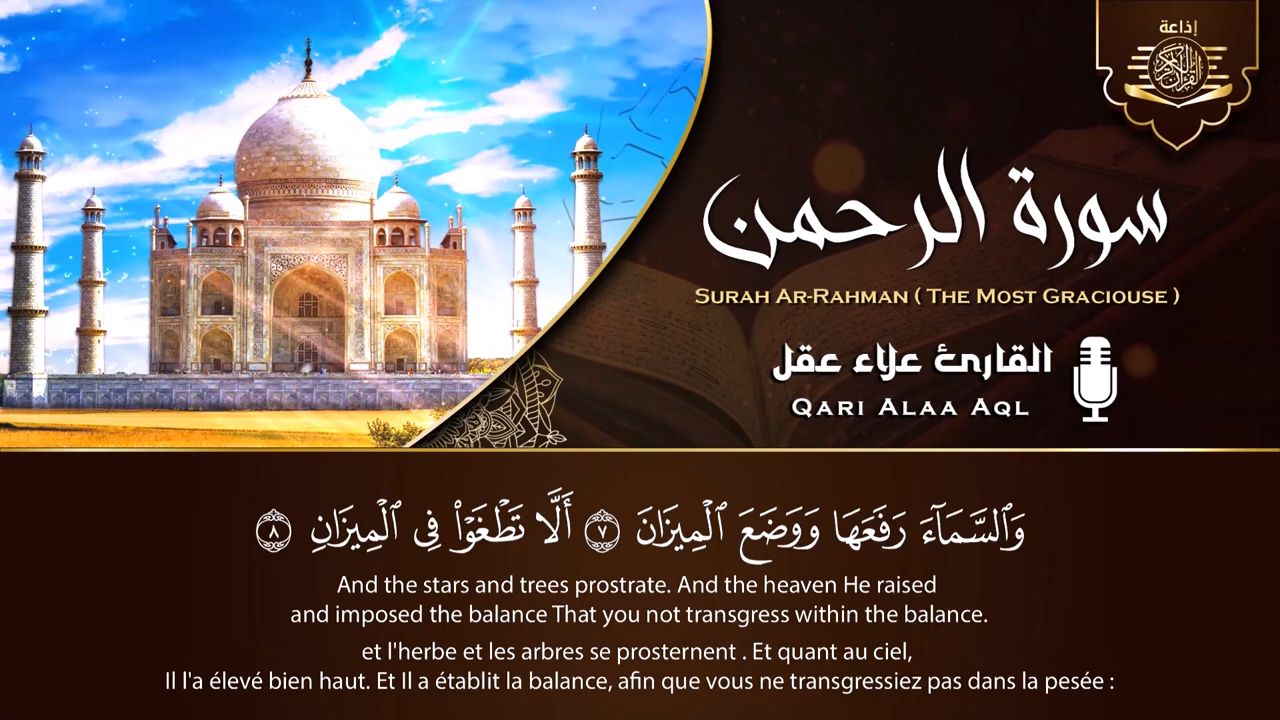 إذاعة
القرآن الكريم
سورة الرحمن
SURAH AR-RAHMAN ( THE MOST GRACIOUSE )
القارئ علاء عقل
QARI ALAA AQL
وَٱلسَّمَآءَ رَفَعَهَا وَوَضَعَ ٱلْمِيزَانَ ٧ أَلَّا تَطْغَوْا۟ فِى ٱلْمِيزَانِ ٨
And the stars and trees prostrate. And the heaven He raised
and imposed the balance That you not transgress within the balance.
et l'herbe et les arbres se prosternent . Et quant au ciel,
Il l'a élevé bien haut. Et Il a établit la balance, afin que vous ne transgressiez pas dans la pesée :